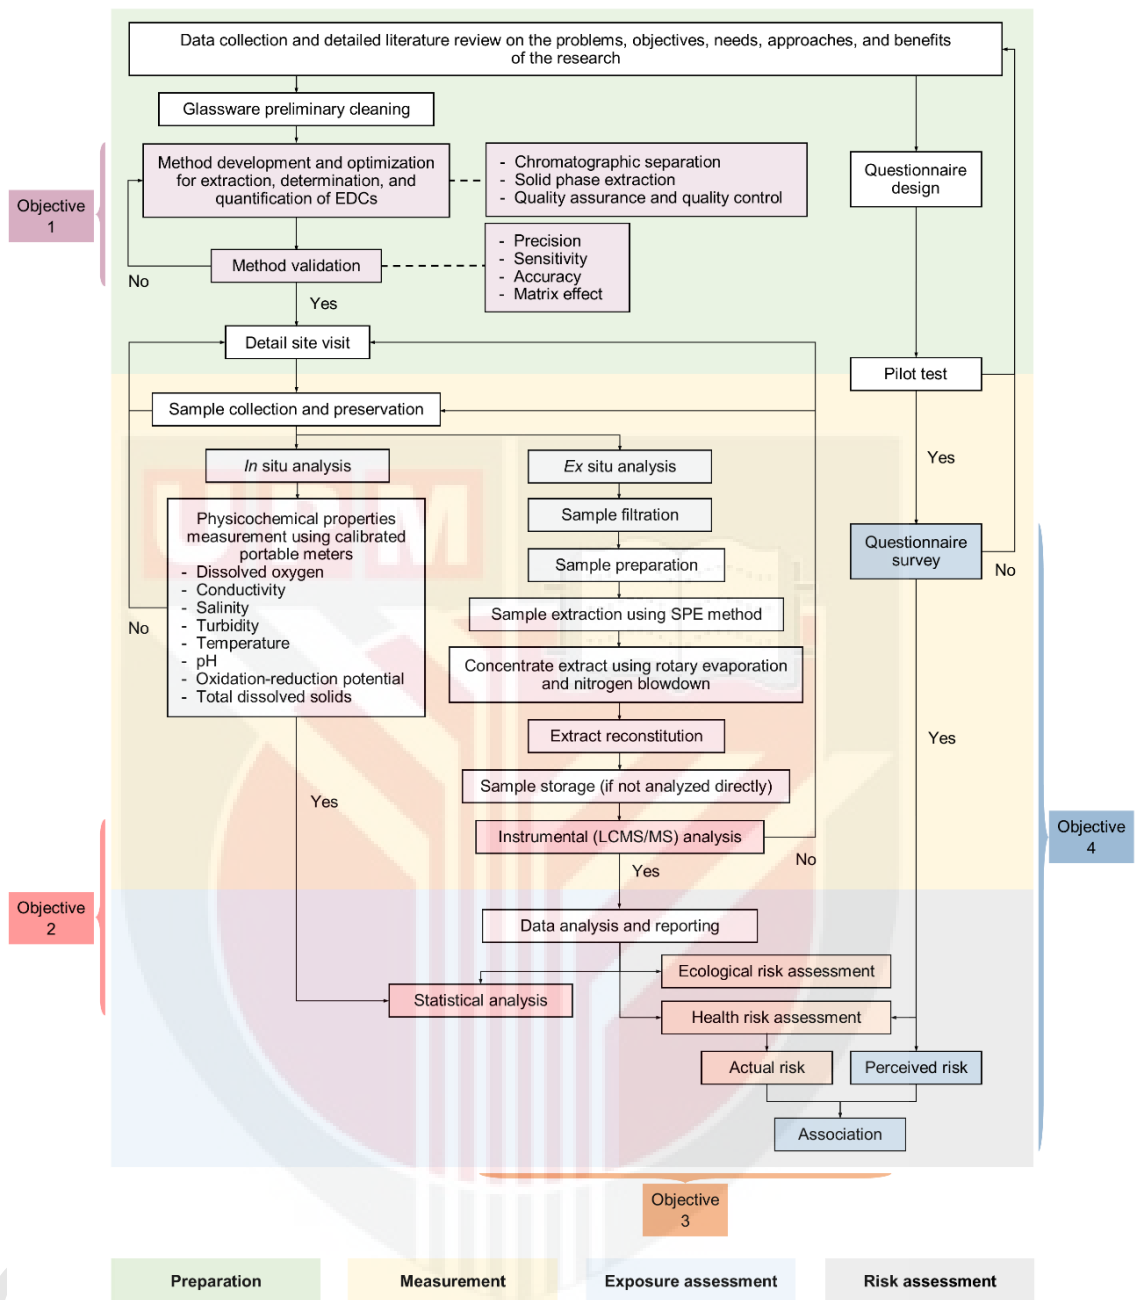 Data collection and detailed literature review on the problems, objectives, needs, approaches, and benefits
of the research
Glassware preliminary cleaning
Method development and optimization
for extraction, determination, and
quantification of EDCs
- Chromatographic separation
- Solid phase extraction
- Quality assurance and quality control
Questionnaire
design
Objective
1
Method validation
- Precision
- Sensitivity
- Accuracy
- Matrix effect
No
Yes
Detail site visit
Pilot test
Sample collection and preservation
Yes
In situ analysis
Ex situ analysis
UPM
Physicochemical properties
measurement using calibrated
portable meters
- Dissolved oxygen
- Conductivity
- Salinity
- Turbidity
- Temperature
- pH
- Oxidation-reduction potential
- Total dissolved solids
No
Sample filtration
Sample preparation
Sample extraction using SPE method
Concentrate extract using rotary evaporation
and nitrogen blowdown
Extract reconstitution
Sample storage (if not analyzed directly)
Instrumental (LCMS/MS) analysis
Questionnaire
survey
No
Yes
Yes
No
Yes
Objective
4
Objective
2
Data analysis and reporting
Ecological risk assessment
Statistical analysis
Health risk assessment
Actual risk
Perceived risk
Association
Objective
3
Preparation
Measurement
Exposure assessment
Risk assessment